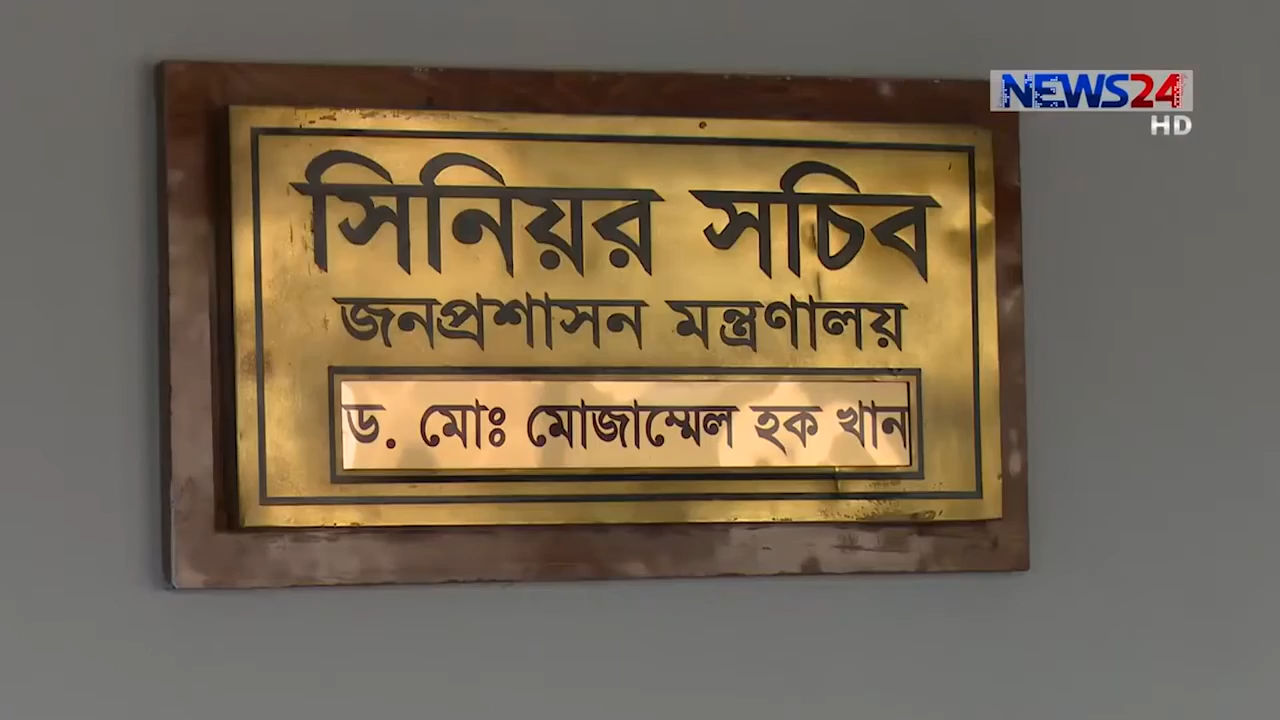 NEWS24
HD
সিনিয়র সচিব
জনপ্রশাসন মন্ত্রণালয়
ড. মোঃ মোজাম্মেল হক খান